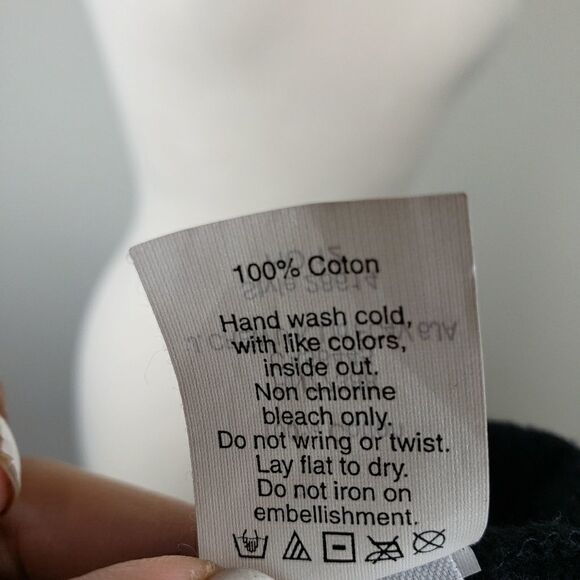 100% Coton
Hand wash cold,
with like colors,
inside out.
Non chlorine
bleach only.
Do not wring or twist.
Lay flat to dry.
Do not iron on
embellishment.